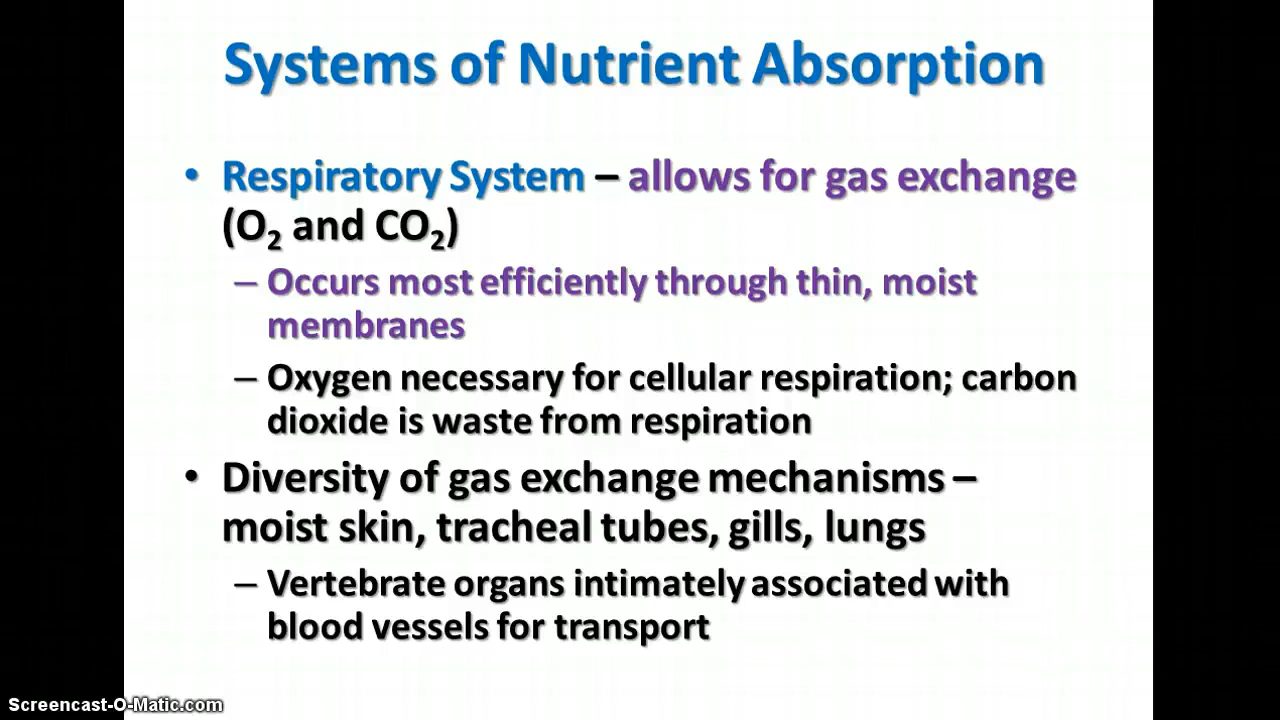 Systems of Nutrient Absorption
• Respiratory System – allows for gas exchange
(O₂ and CO₂)
– Occurs most efficiently through thin, moist
membranes
– Oxygen necessary for cellular respiration; carbon
dioxide is waste from respiration
• Diversity of gas exchange mechanisms –
moist skin, tracheal tubes, gills, lungs
– Vertebrate organs intimately associated with
blood vessels for transport
Screencast-O-Matic.com